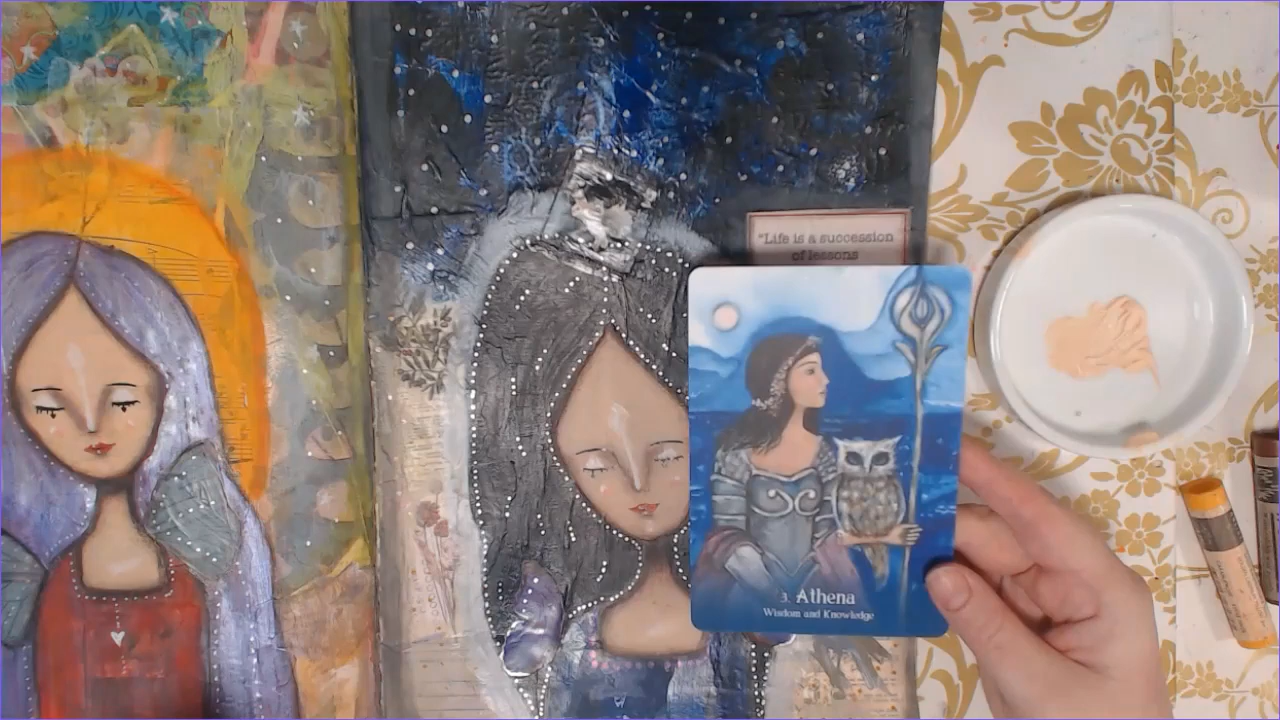 "Life is a succession
of lessons
3. Athena
Wisdom and Knowledge